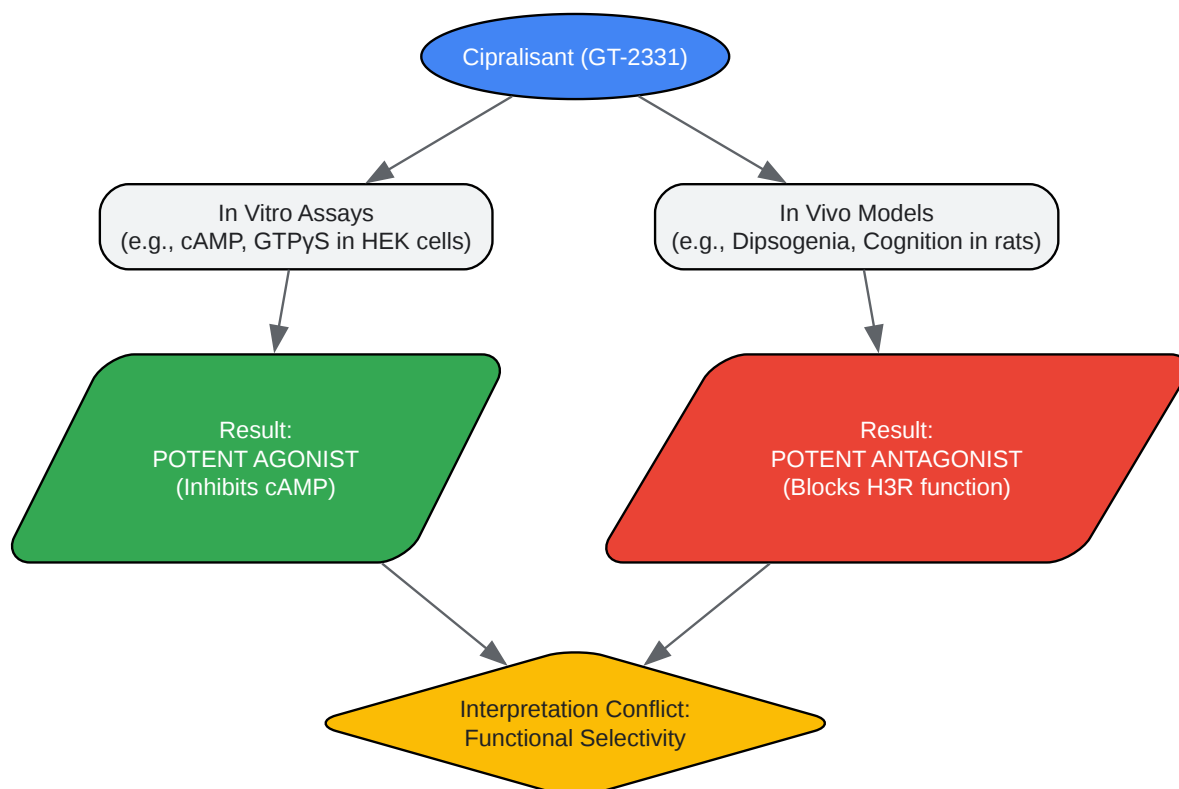 Cipralisant (GT-2331)
In Vitro Assays
(e.g., cAMP, GTPγS in HEK cells)
In Vivo Models
(e.g., Dipsogenia, Cognition in rats)
Result:
POTENT AGONIST
(Inhibits cAMP)
Result:
POTENT ANTAGONIST
(Blocks H3R function)
Interpretation Conflict:
Functional Selectivity